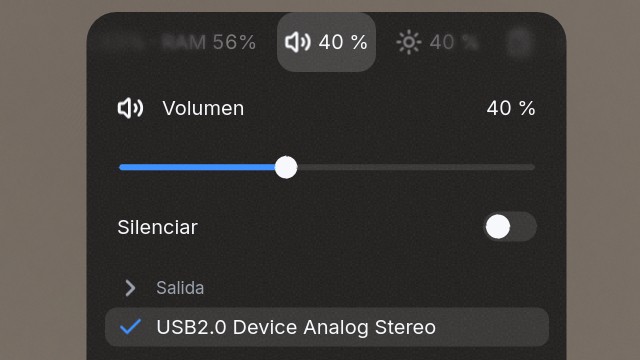 RAM 56% 40 % 40 %
Volumen 40 %
Silenciar
Salida
USB2.0 Device Analog Stereo